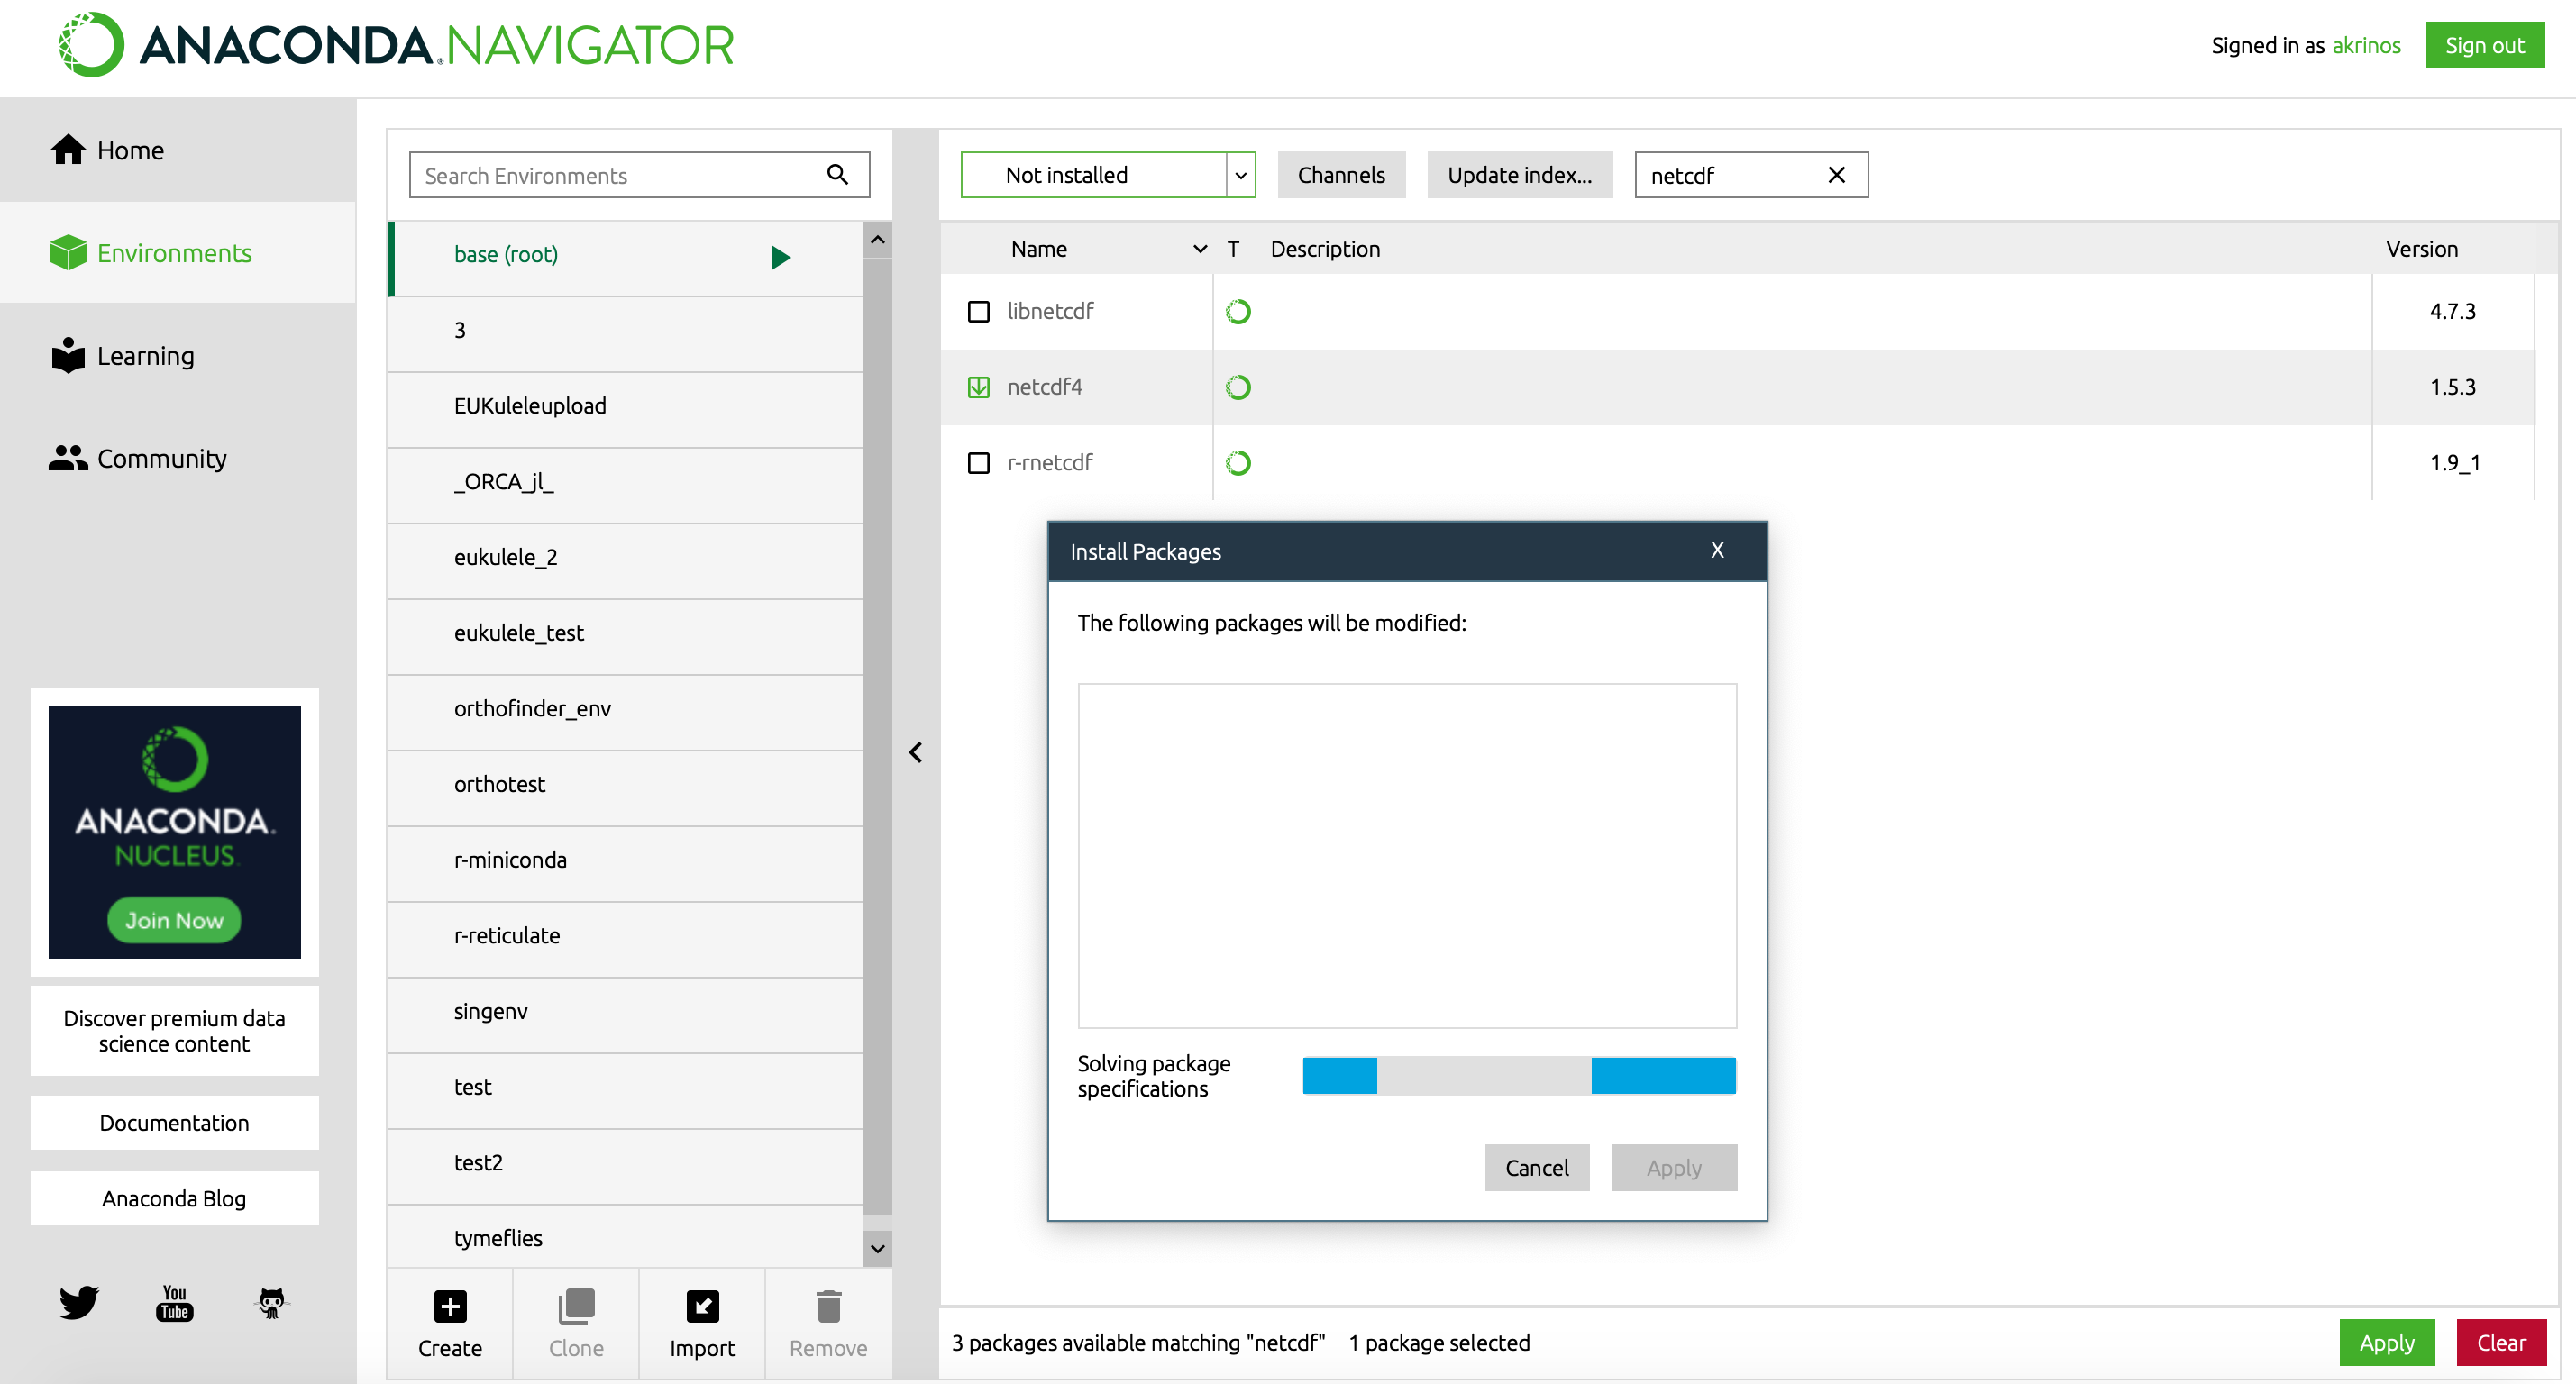 ANACONDA.NAVIGATOR
Signed in as akrinos
Sign out
Home
Environments
Learning
Community
ANACONDA.
NUCLEUS
Join Now
Discover premium data
science content
Documentation
Anaconda Blog
You
Tube
Search Environments
base (root)
3
EUKuleleupload
_ORCA_jl_
eukulele_2
eukulele_test
orthofinder_env
orthotest
r-miniconda
r-reticulate
singenv
test
test2
tymeflies
Create
Clone
Import
Remove
Not installed
Channels
Update index...
netcdf
Name
T
Description
Version
libnetcdf
4.7.3
netcdf4
1.5.3
r-rnetcdf
1.9_1
Install Packages
X
The following packages will be modified:
Solving package
specifications
Cancel
Apply
3 packages available matching "netcdf"
1 package selected
Apply
Clear